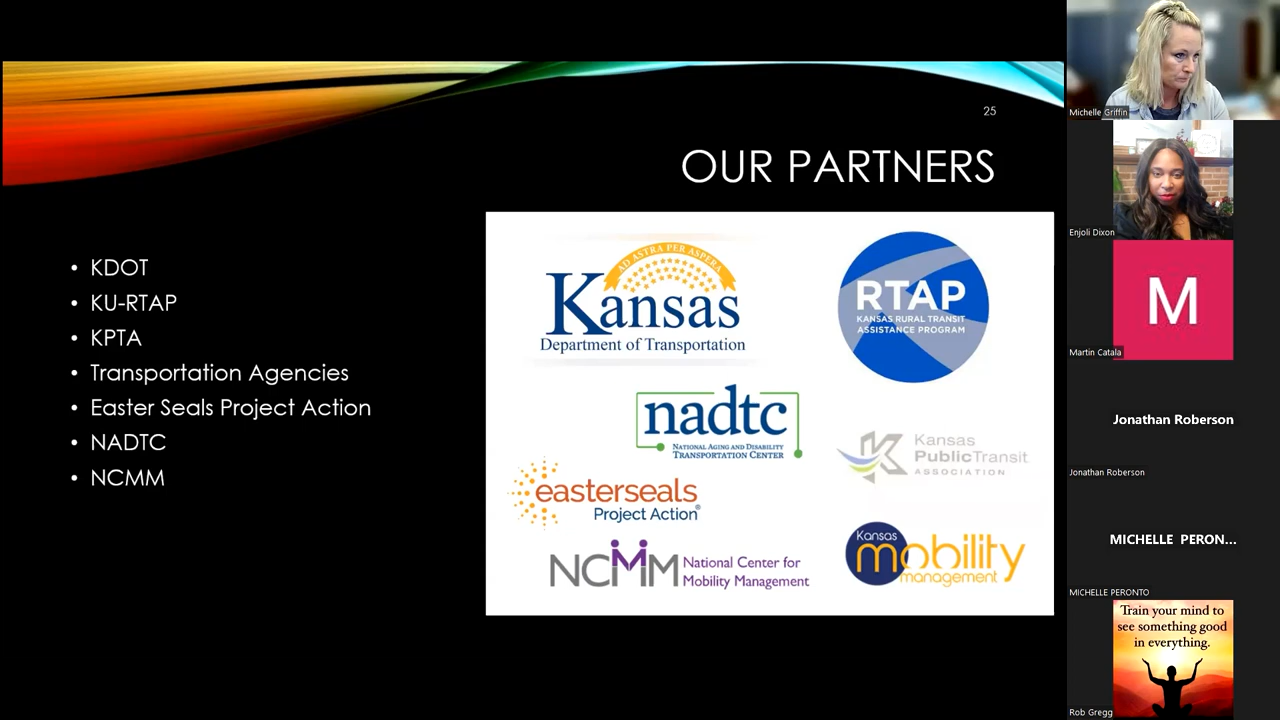 25
OUR PARTNERS
• KDOT
• KU-RTAP
• KPTA
• Transportation Agencies
• Easter Seals Project Action
• NADTC
• NCMM
AD ASTRA PER ASPERA
Kansas
Department of Transportation
RTAP
KANSAS RURAL TRANSIT
ASSISTANCE PROGRAM
nadtc
NATIONAL AGING AND DISABILITY
TRANSPORTATION CENTER
Kansas
PublicTransit
ASSOCIATION
easterseals
Project Action®
NCMM National Center for
Mobility Management
Kansas
mobility
management
Michelle Griffin
Enjoli Dixon
M
Martin Catala
Jonathan Roberson
Jonathan Roberson
MICHELLE PERON...
MICHELLE PERONTO
Train your mind to
see something good
in everything.
Rob Gregg